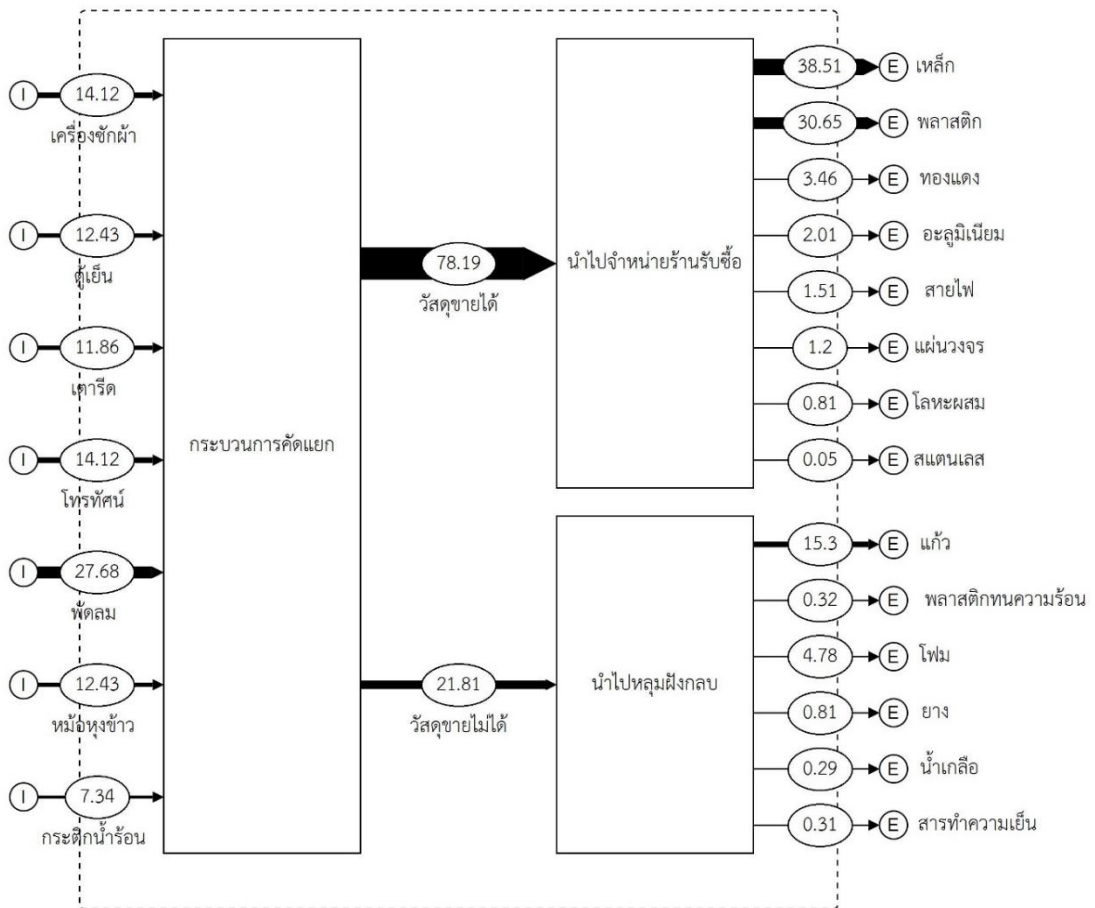 I
14.12
เครื่องซักผ้า
I
12.43
ตู้เย็น
I
11.86
เตารีด
I
14.12
โทรทัศน์
I
27.68
พัดลม
I
12.43
หม้อหุงข้าว
I
7.34
กระติกน้ำร้อน
กระบวนการคัดแยก
78.19
วัสดุขายได้
21.81
วัสดุขายไม่ได้
นำไปจำหน่ายร้านรับซื้อ
38.51 E เหล็ก
30.65 E พลาสติก
3.46 E ทองแดง
2.01 E อะลูมิเนียม
1.51 E สายไฟ
1.2 E แผ่นวงจร
0.81 E โลหะผสม
0.05 E สแตนเลส
นำไปหลุมฝังกลบ
15.3 E แก้ว
0.32 E พลาสติกทนความร้อน
4.78 E โฟม
0.81 E ยาง
0.29 E น้ำเกลือ
0.31 E สารทำความเย็น